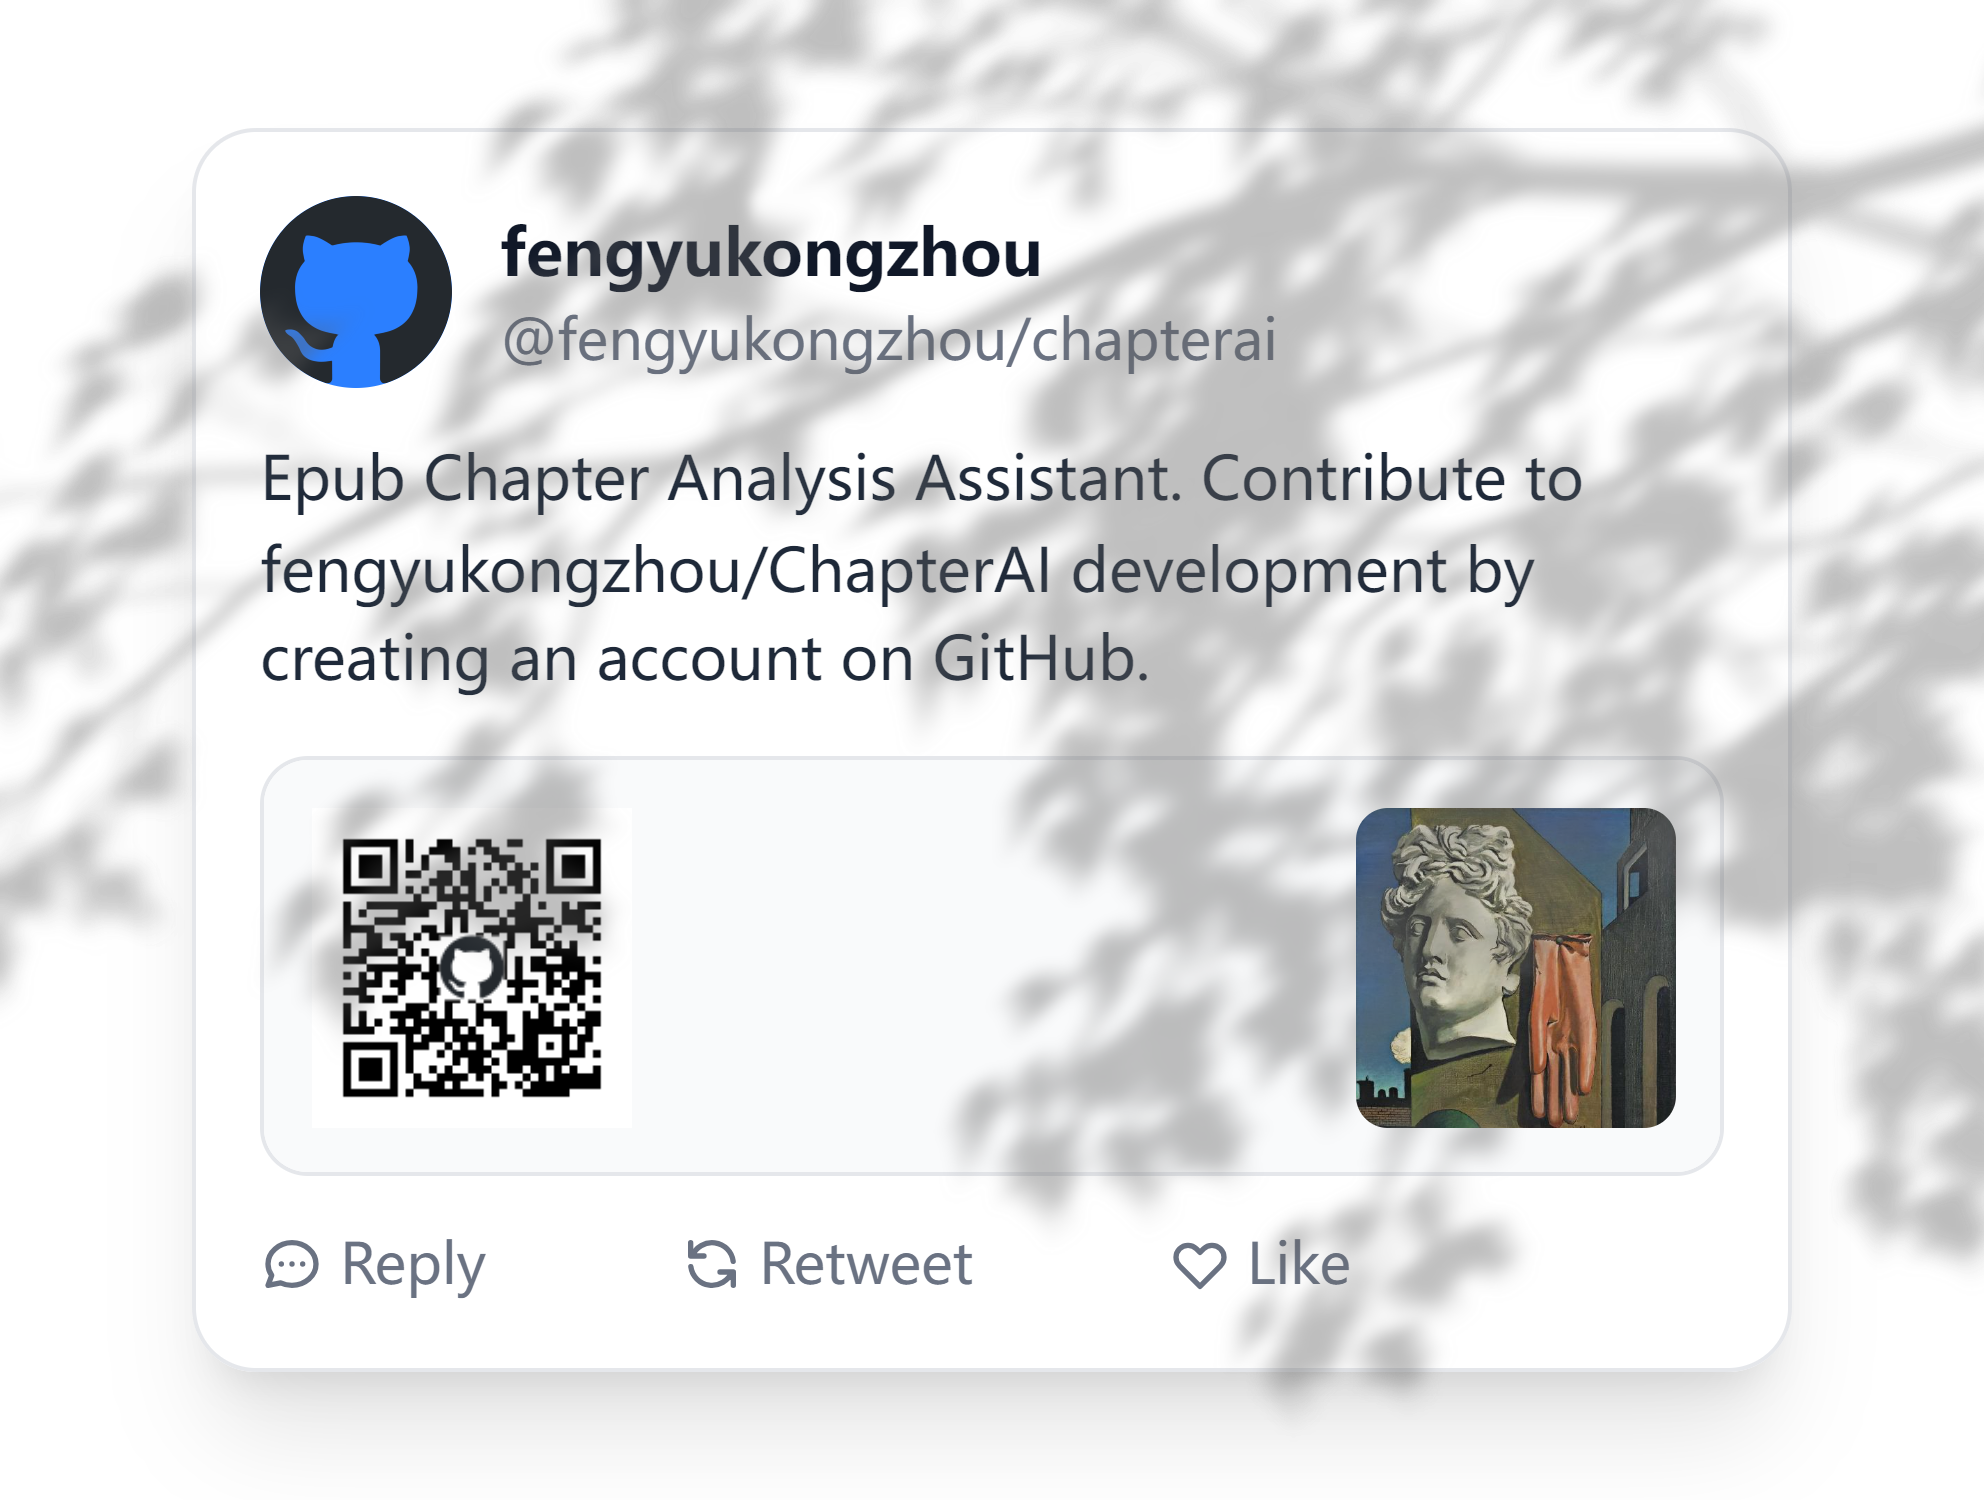 fengyukongzhou
@fengyukongzhou/chapterai
Epub Chapter Analysis Assistant. Contribute to
fengyukongzhou/ChapterAI development by
creating an account on GitHub.
Reply
Retweet
Like